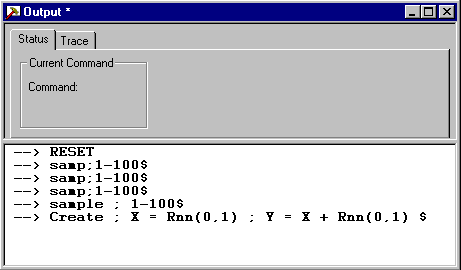 Output *
Status Trace
Current Command
Command:
--> RESET
--> samp;1-100$
--> samp;1-100$
--> samp;1-100$
--> sample ; 1-100$
--> Create ; X = Rnn(0,1) ; Y = X + Rnn(0,1) $